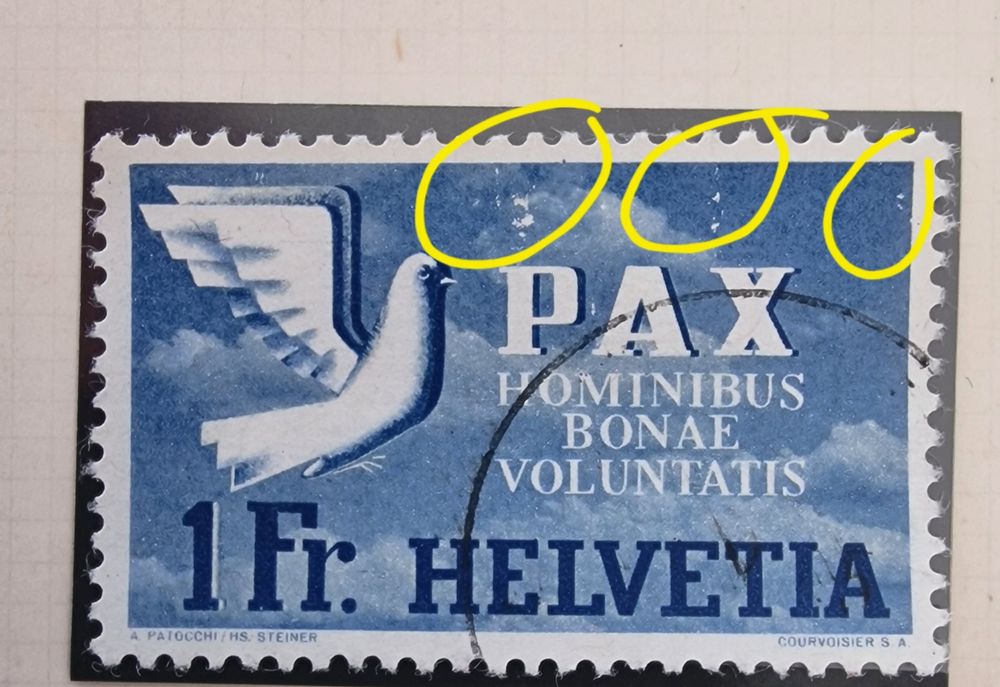 PAX
HOMINIBUS
BONAE
VOLUNTATIS
1 Fr. HELVETIA
A. PATOCCHI / HS. STEINER
COURVOISIER S. A.